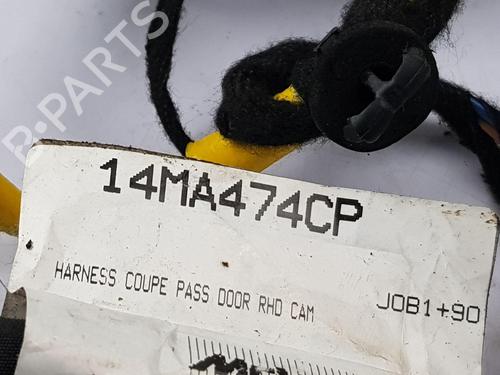 B-PARTS
14MA474CP
HARNESS COUPE PASS DOOR RHD CAM
JOB1+90